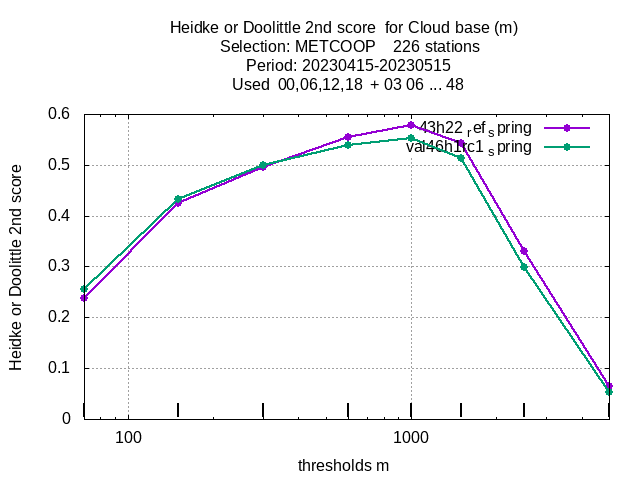 Heidke or Doolittle 2nd score  for Cloud base (m)
Selection: METCOOP    226 stations
Period: 20230415-20230515
Used  00,06,12,18  + 03 06 ... 48
Heidke or Doolittle 2nd score
0.6
0.5
0.4
0.3
0.2
0.1
0
43h22 ref spring
val46h1rc1 spring
100
1000
thresholds m